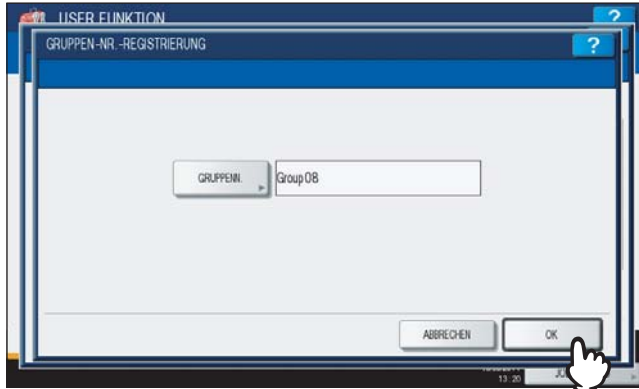 USER FUNKTION
?
GRUPPEN-NR.-REGISTRIERUNG
?
GRUPPENN.
Group 08
ABBRECHEN
OK
13:20